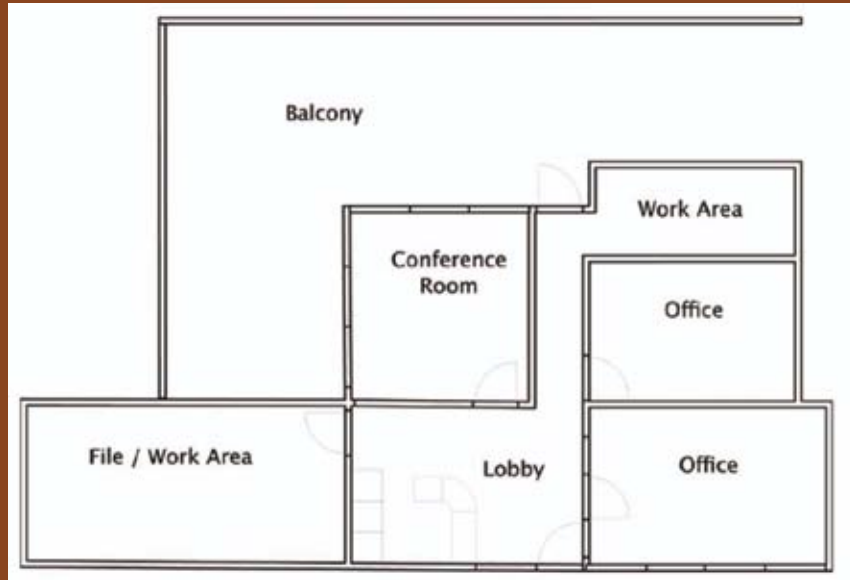 Balcony
Work Area
Conference
Room
Office
File / Work Area
Lobby
Office